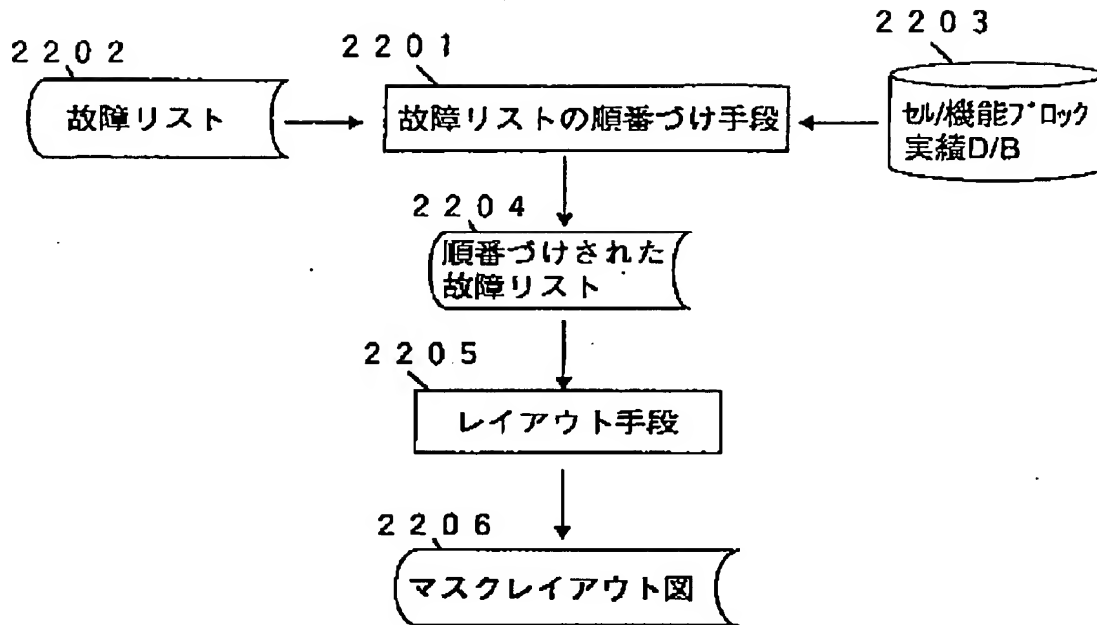 2202
故障リスト
2201
故障リストの順番づけ手段
2203
セル/機能ブロック
実績D/B
2204
順番づけされた
故障リスト
2205
レイアウト手段
2206
マスクレイアウト図